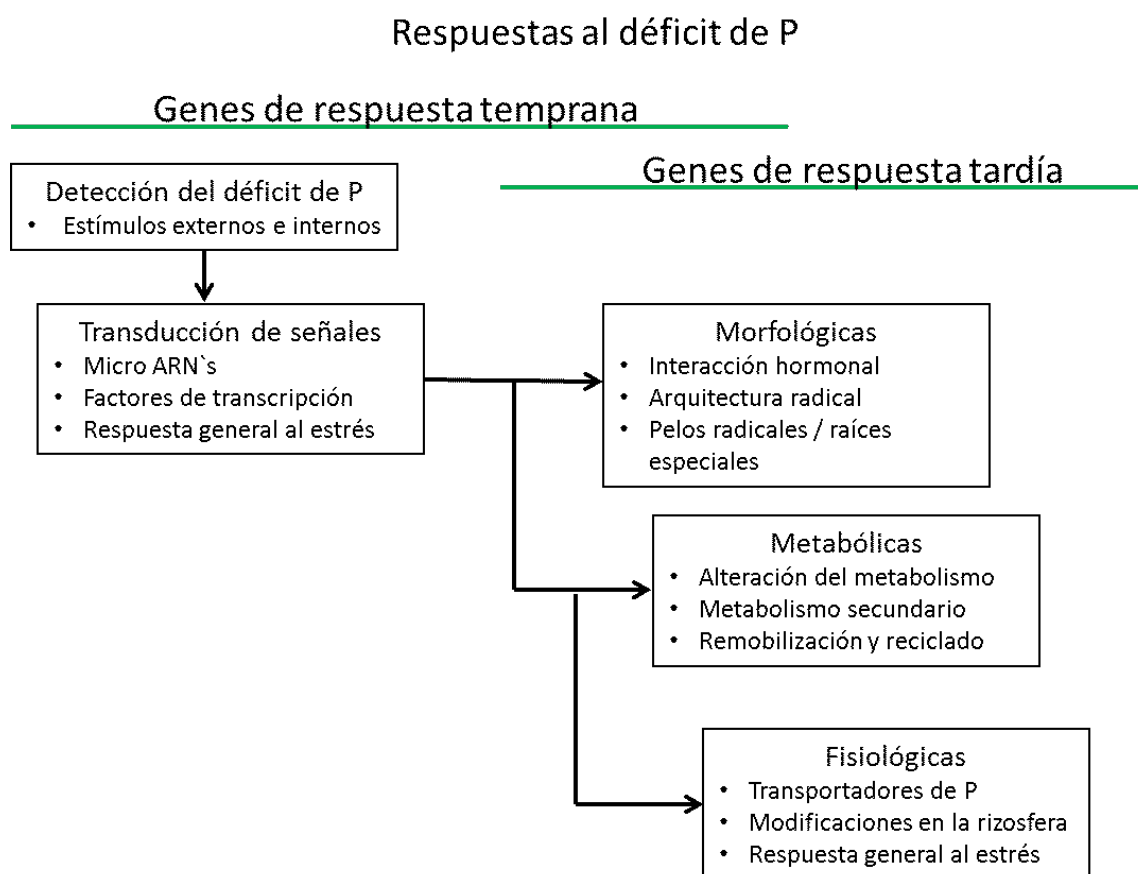 Respuestas al déficit de P
Genes de respuesta temprana
Genes de respuesta tardía
Detección del déficit de P
• Estímulos externos e internos
Transducción de señales
• Micro ARN`s
• Factores de transcripción
• Respuesta general al estrés
Morfológicas
• Interacción hormonal
• Arquitectura radical
• Pelos radicales / raíces
especiales
Metabólicas
• Alteración del metabolismo
• Metabolismo secundario
• Remobilización y reciclado
Fisiológicas
• Transportadores de P
• Modificaciones en la rizosfera
• Respuesta general al estrés